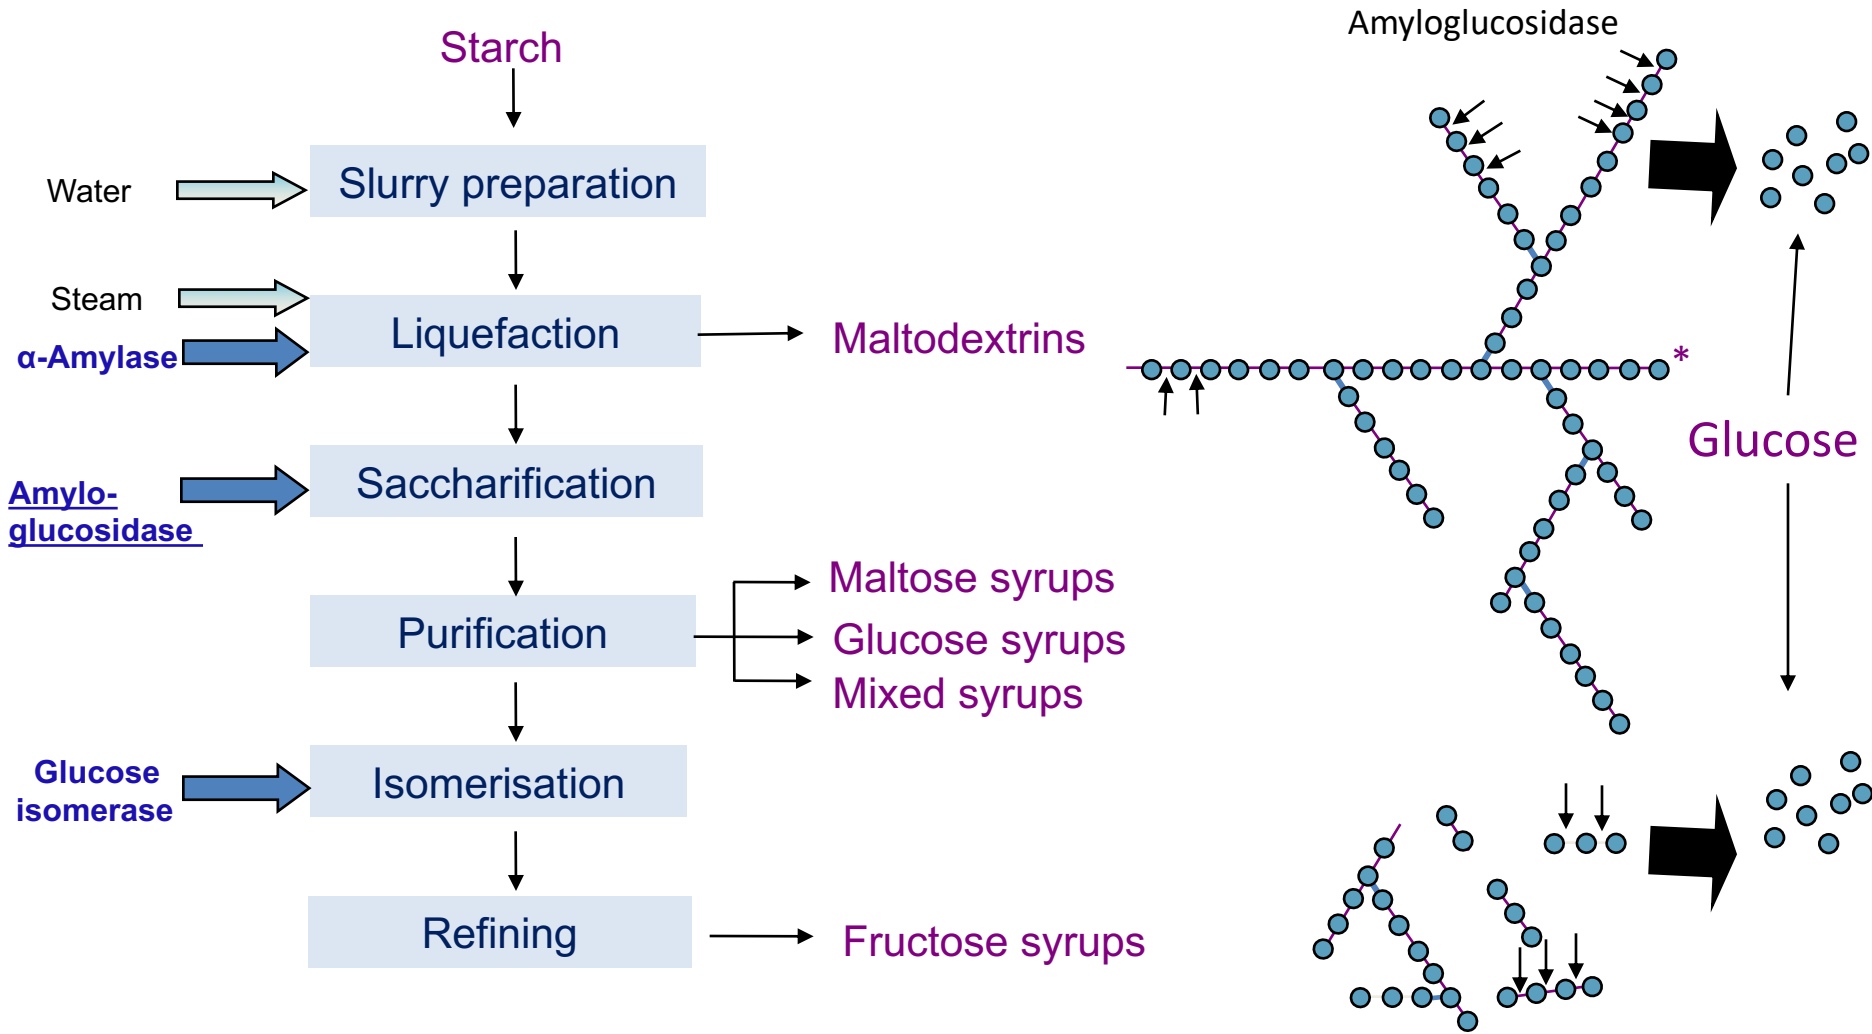 Starch
Water
Slurry preparation
Steam
α-Amylase
Liquefaction
Maltodextrins
Amylo-
glucosidase
Saccharification
Purification
Maltose syrups
Glucose syrups
Mixed syrups
Glucose
isomerase
Isomerisation
Refining
Fructose syrups
Amyloglucosidase
*
Glucose